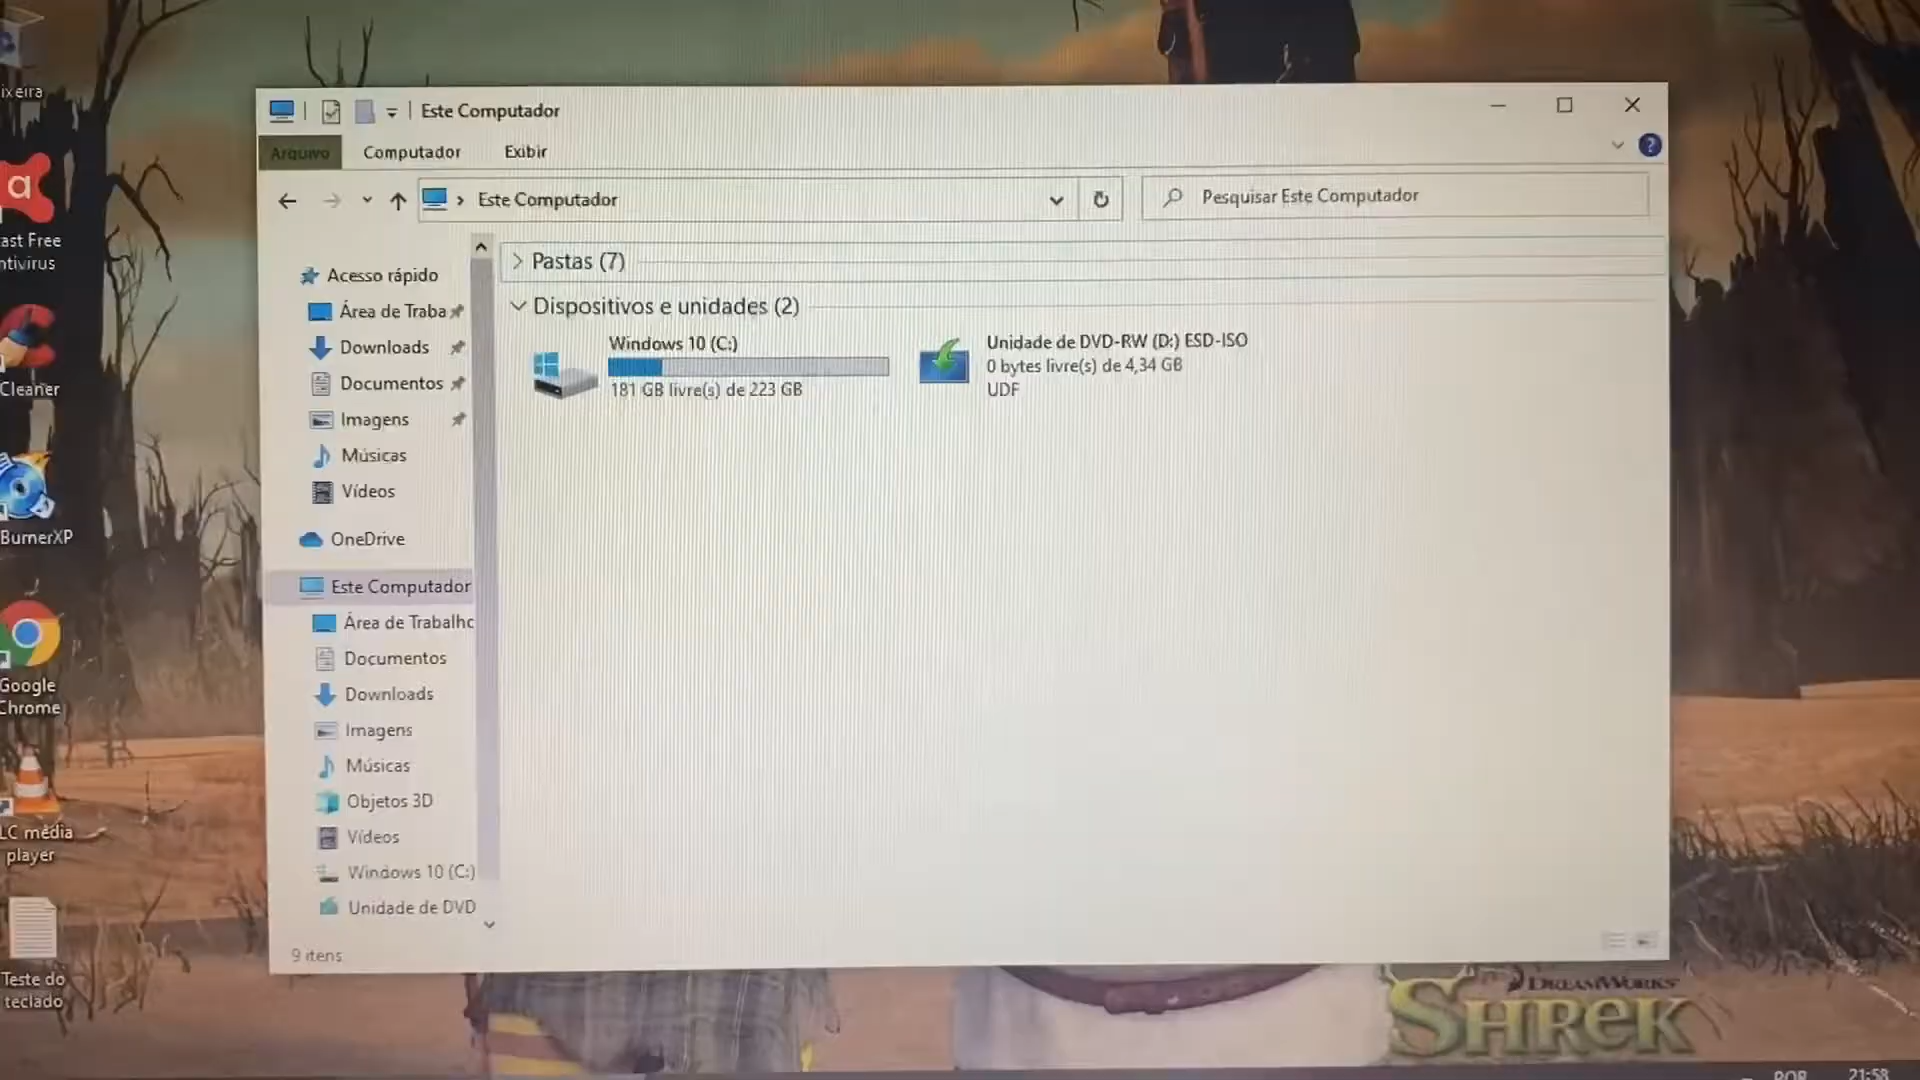 ixeira
ast Free
ntivirus
Cleaner
BurnerXP
Google
Chrome
LC media
player
Teste do
teclado
Este Computador
Arquivo
Computador
Exibir
?
Este Computador
Pesquisar Este Computador
Acesso rápido
Área de Traba
Downloads
Documentos
Imagens
Músicas
Vídeos
OneDrive
Este Computador
Área de Trabalho
Documentos
Downloads
Imagens
Músicas
Objetos 3D
Vídeos
Windows 10 (C:)
Unidade de DVD
Pastas (7)
Dispositivos e unidades (2)
Windows 10 (C:)
181 GB livre(s) de 223 GB
Unidade de DVD-RW (D:) ESD-ISO
0 bytes livre(s) de 4,34 GB
UDF
9 itens
DREAMWORKS
SHREK
POR
21:58